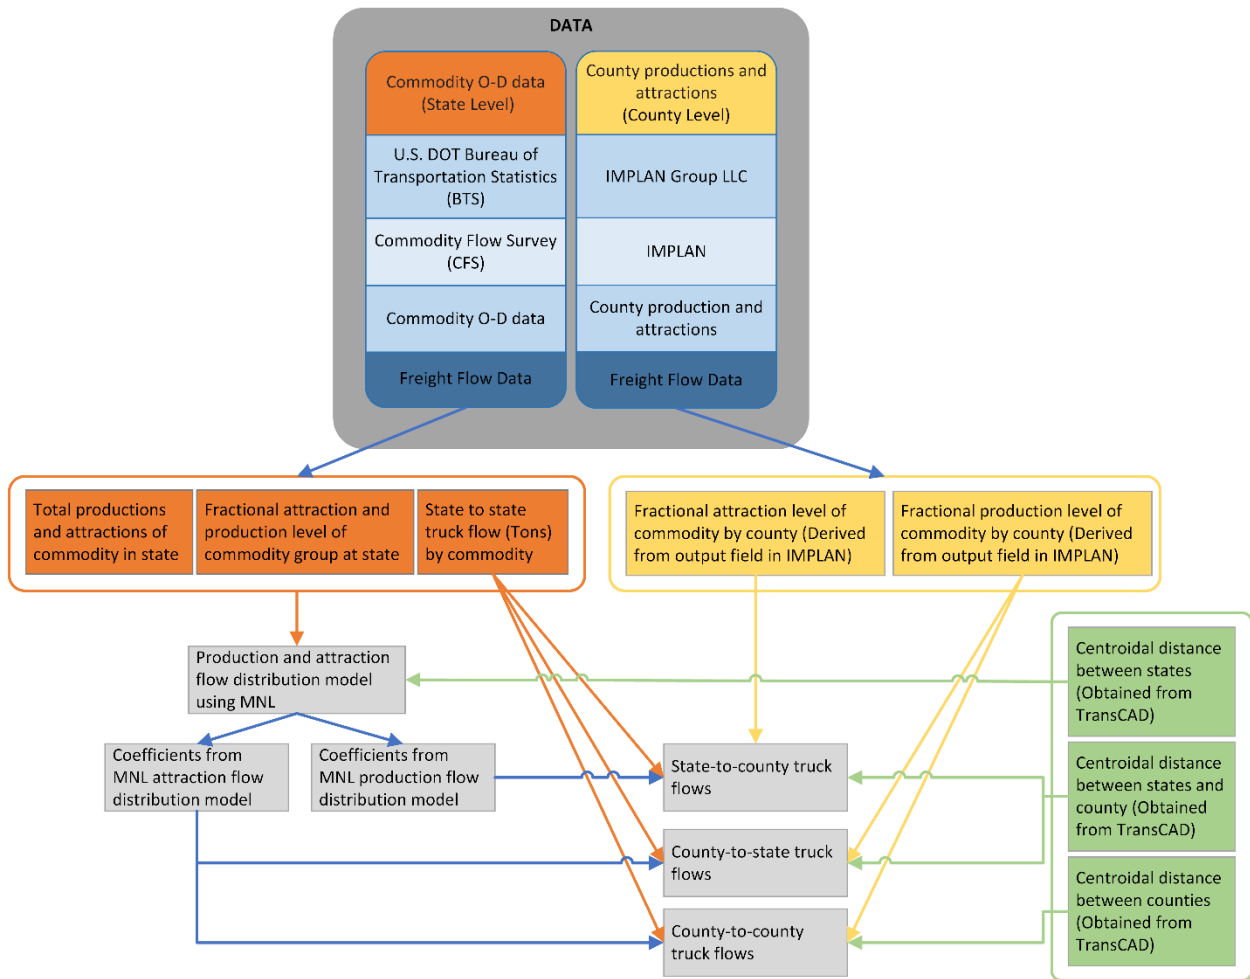 DATA
Commodity O-D data
(State Level)
U.S. DOT Bureau of
Transportation Statistics
(BTS)
Commodity Flow Survey
(CFS)
Commodity O-D data
Freight Flow Data
County productions and
attractions
(County Level)
IMPLAN Group LLC
IMPLAN
County production and
attractions
Freight Flow Data
Total productions
and attractions of
commodity in state
Fractional attraction and
production level of
commodity group at state
State to state
truck flow (Tons)
by commodity
Fractional attraction level of
commodity by county (Derived
from output field in IMPLAN)
Fractional production level of
commodity by county (Derived
from output field in IMPLAN)
Production and attraction
flow distribution model
using MNL
Coefficients from
MNL attraction flow
distribution model
Coefficients from
MNL production flow
distribution model
State-to-county truck
flows
County-to-state truck
flows
County-to-county
truck flows
Centroidal distance
between states
(Obtained from
TransCAD)
Centroidal distance
between states and
county (Obtained
from TransCAD)
Centroidal distance
between counties
(Obtained from
TransCAD)